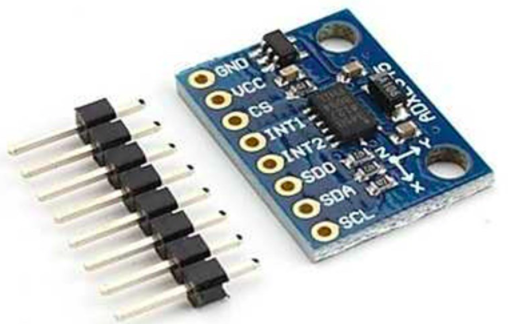 GND
VCC
CS
INT1
INT2
SDO
SDA
SCL
ADXL345
Z
Y
X